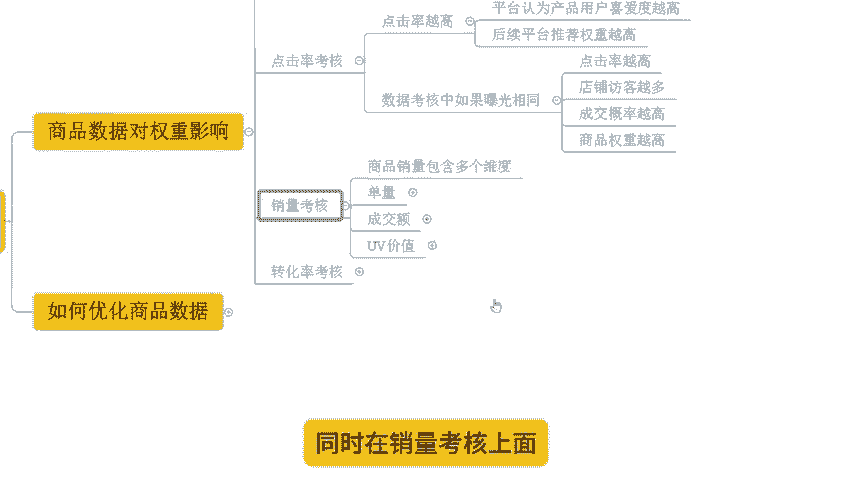 平台认为产品用户喜爱度越高
点击率越高
后续平台推荐权重越高
点击率考核
点击率越高
店铺访客越多
数据考核中如果曝光相同
成交概率越高
商品权重越高
商品数据对权重影响
商品销量包含多个维度
单量
销量考核
成交额
UV价值
转化率考核
如何优化商品数据
同时在销量考核上面